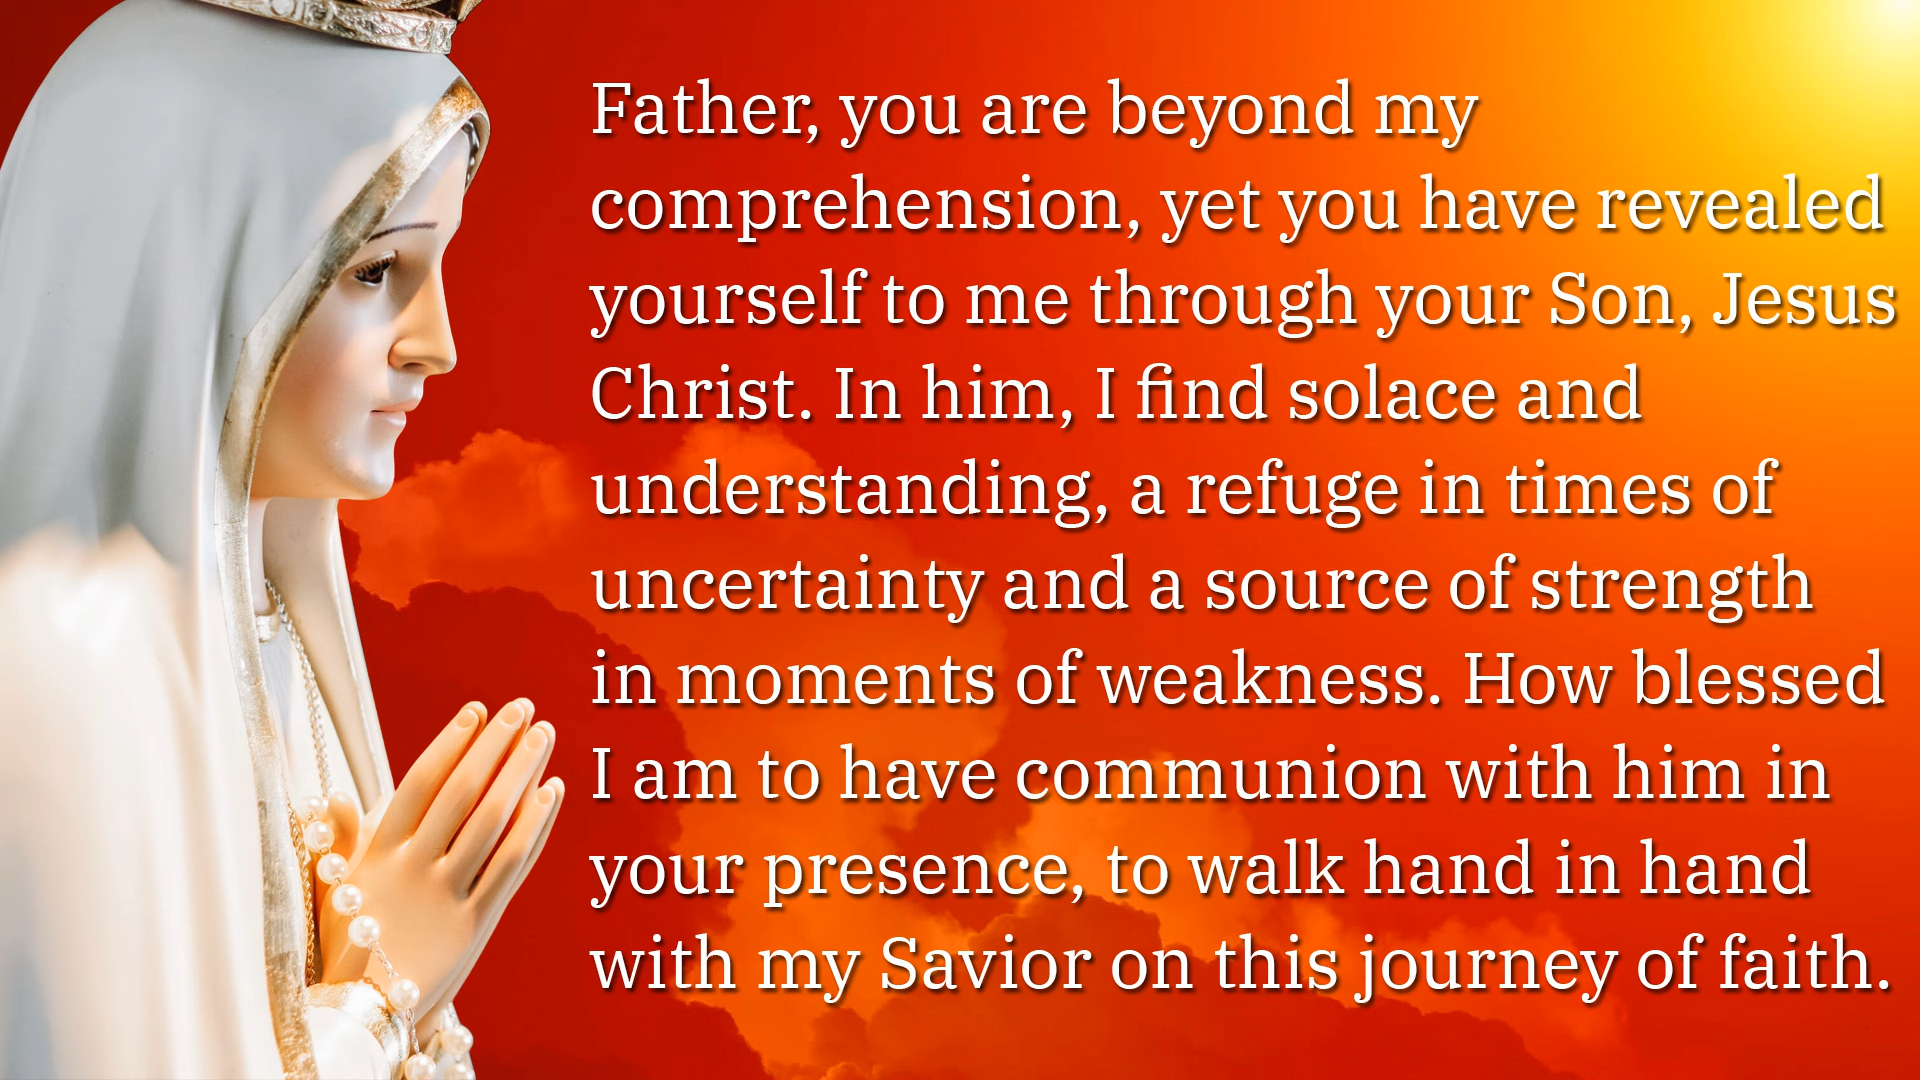 Father, you are beyond my
comprehension, yet you have revealed
yourself to me through your Son, Jesus
Christ. In him, I find solace and
understanding, a refuge in times of
uncertainty and a source of strength
in moments of weakness. How blessed
I am to have communion with him in
your presence, to walk hand in hand
with my Savior on this journey of faith.